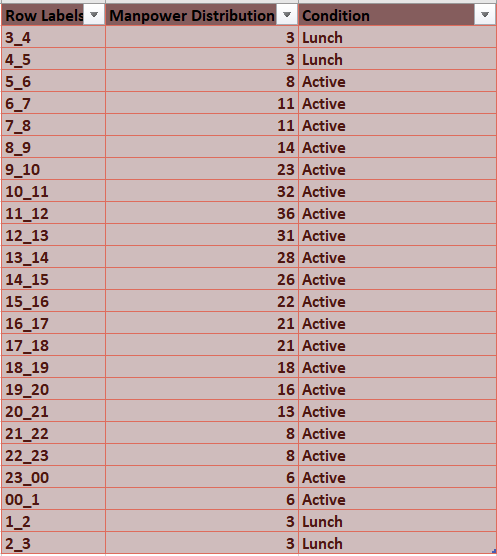 Row Labels Manpower Distribution Condition
3_4 3 Lunch
4_5 3 Lunch
5_6 8 Active
6_7 11 Active
7_8 11 Active
8_9 14 Active
9_10 23 Active
10_11 32 Active
11_12 36 Active
12_13 31 Active
13_14 28 Active
14_15 26 Active
15_16 22 Active
16_17 21 Active
17_18 21 Active
18_19 18 Active
19_20 16 Active
20_21 13 Active
21_22 8 Active
22_23 8 Active
23_00 6 Active
00_1 6 Active
1_2 3 Lunch
2_3 3 Lunch